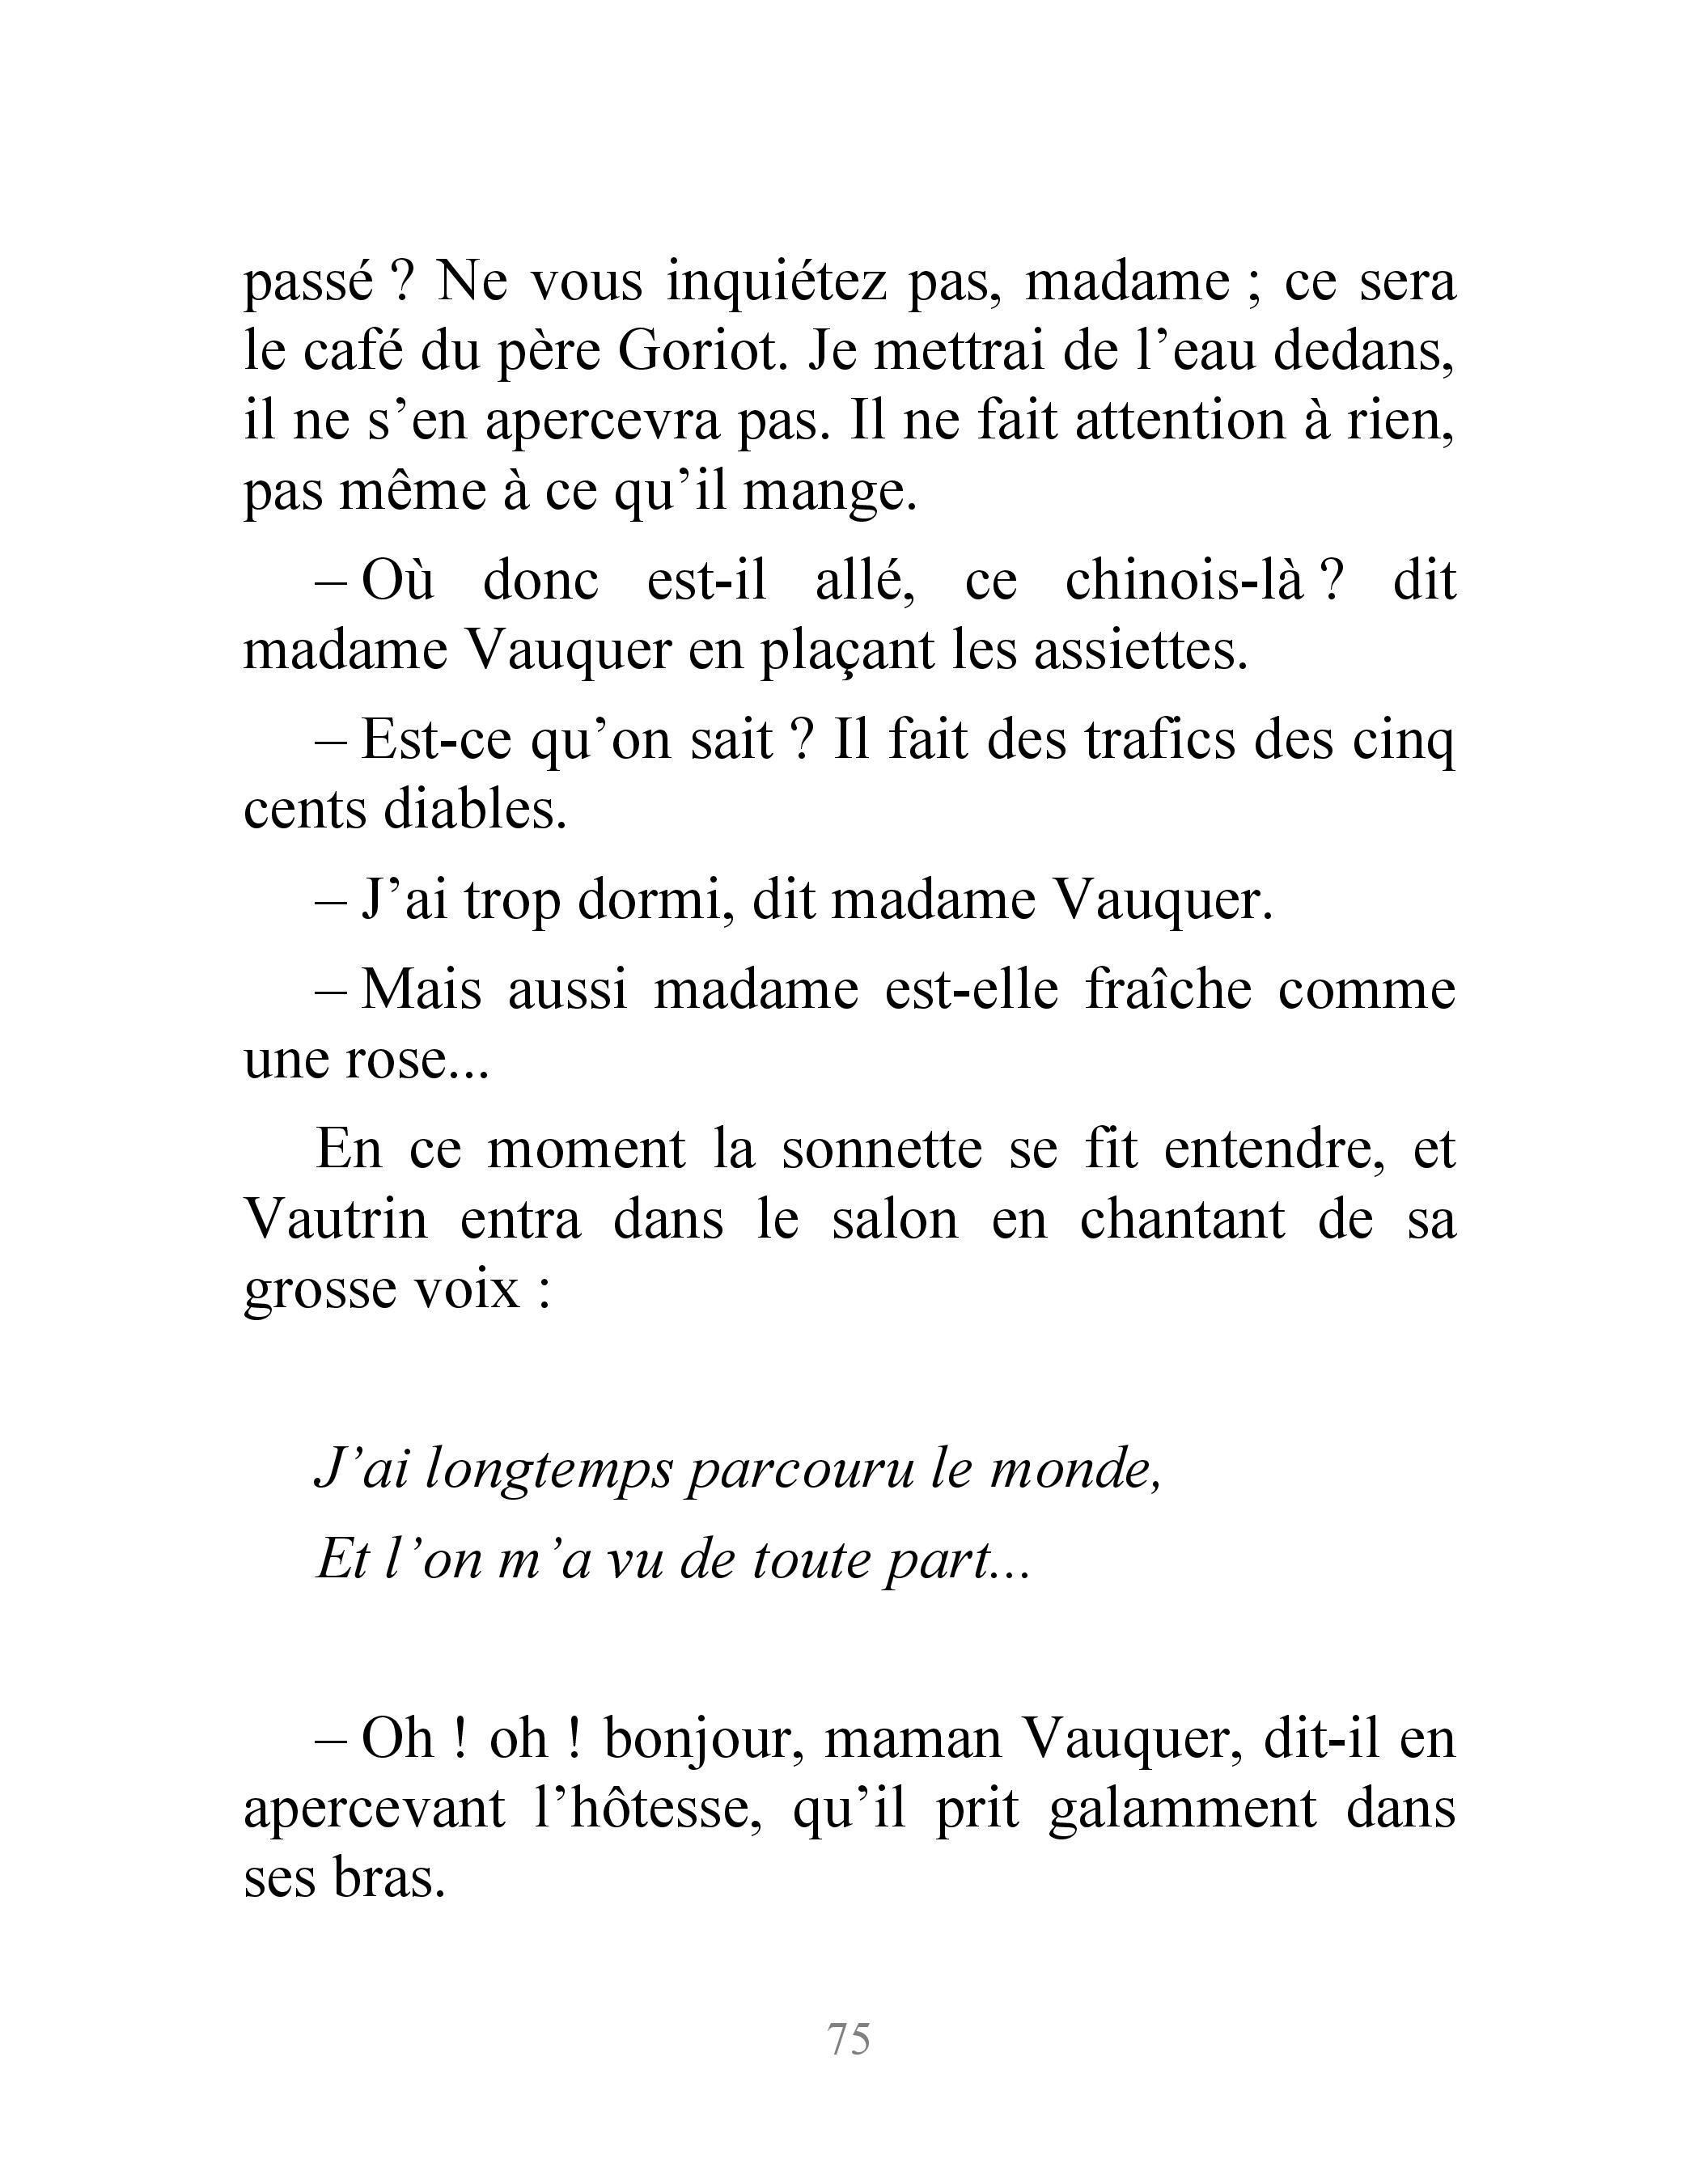 passé ? Ne vous inquiétez pas, madame ; ce sera
le café du père Goriot. Je mettrai de l’eau dedans,
il ne s’en apercevra pas. Il ne fait attention à rien,
pas même à ce qu’il mange.
– Où donc est-il allé, ce chinois-là ? dit
madame Vauquer en plaçant les assiettes.
– Est-ce qu’on sait ? Il fait des trafics des cinq
cents diables.
– J’ai trop dormi, dit madame Vauquer.
– Mais aussi madame est-elle fraîche comme
une rose...
En ce moment la sonnette se fit entendre, et
Vautrin entra dans le salon en chantant de sa
grosse voix :
J’ai longtemps parcouru le monde,
Et l’on m’a vu de toute part...
– Oh ! oh ! bonjour, maman Vauquer, dit-il en
apercevant l’hôtesse, qu’il prit galamment dans
ses bras.
75